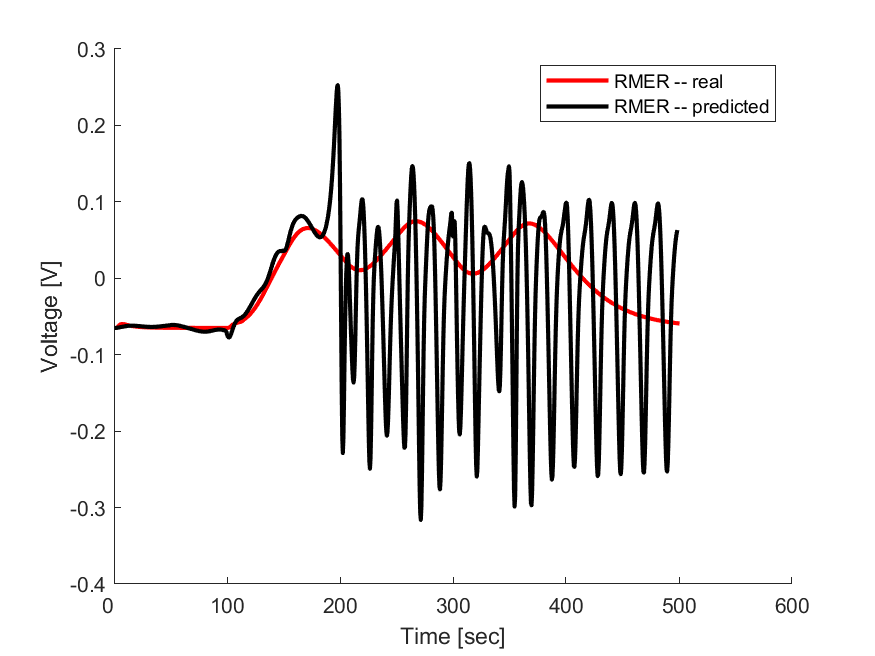 0.3
0.2
0.1
0
-0.1
-0.2
-0.3
-0.4
Voltage [V]
RMER -- real
RMER -- predicted
0 100 200 300 400 500 600
Time [sec]